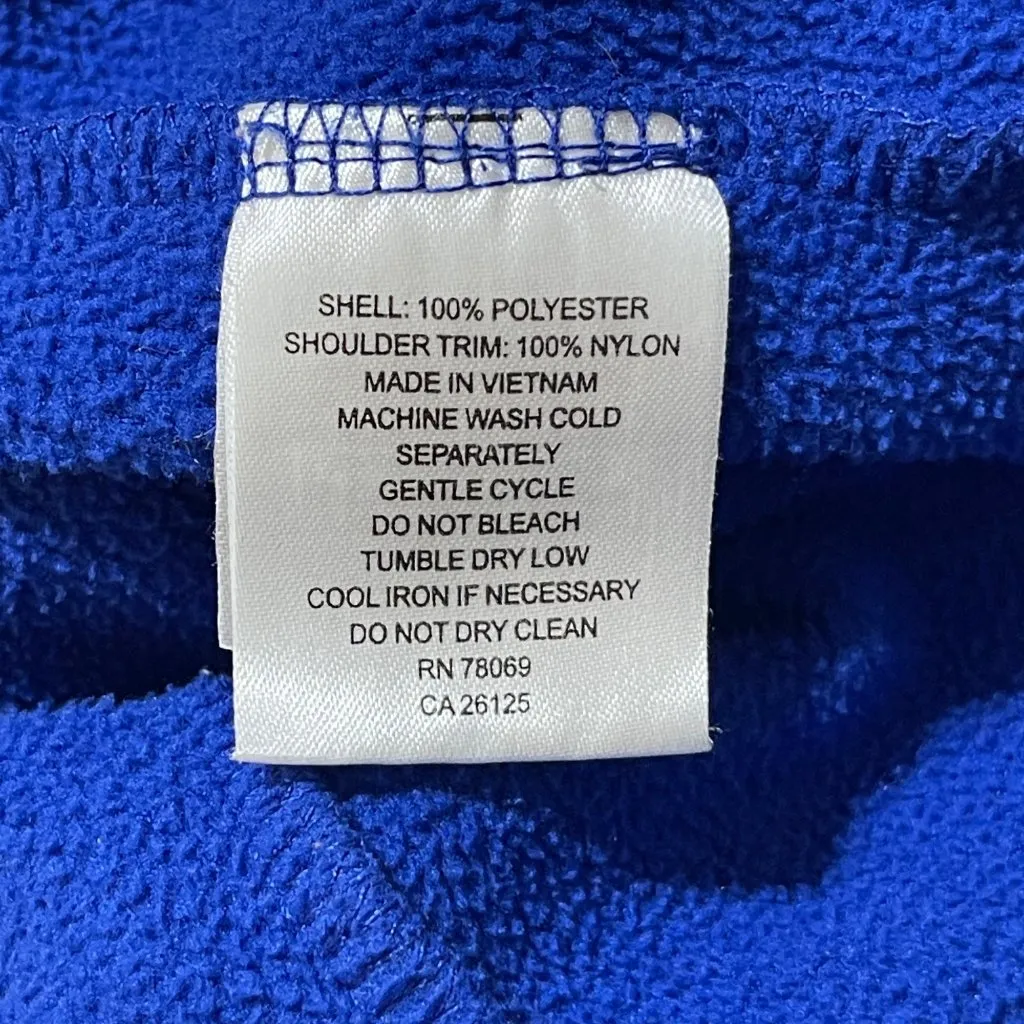 SHELL: 100% POLYESTER
SHOULDER TRIM: 100% NYLON
MADE IN VIETNAM
MACHINE WASH COLD
SEPARATELY
GENTLE CYCLE
DO NOT BLEACH
TUMBLE DRY LOW
COOL IRON IF NECESSARY
DO NOT DRY CLEAN
RN 78069
CA 26125